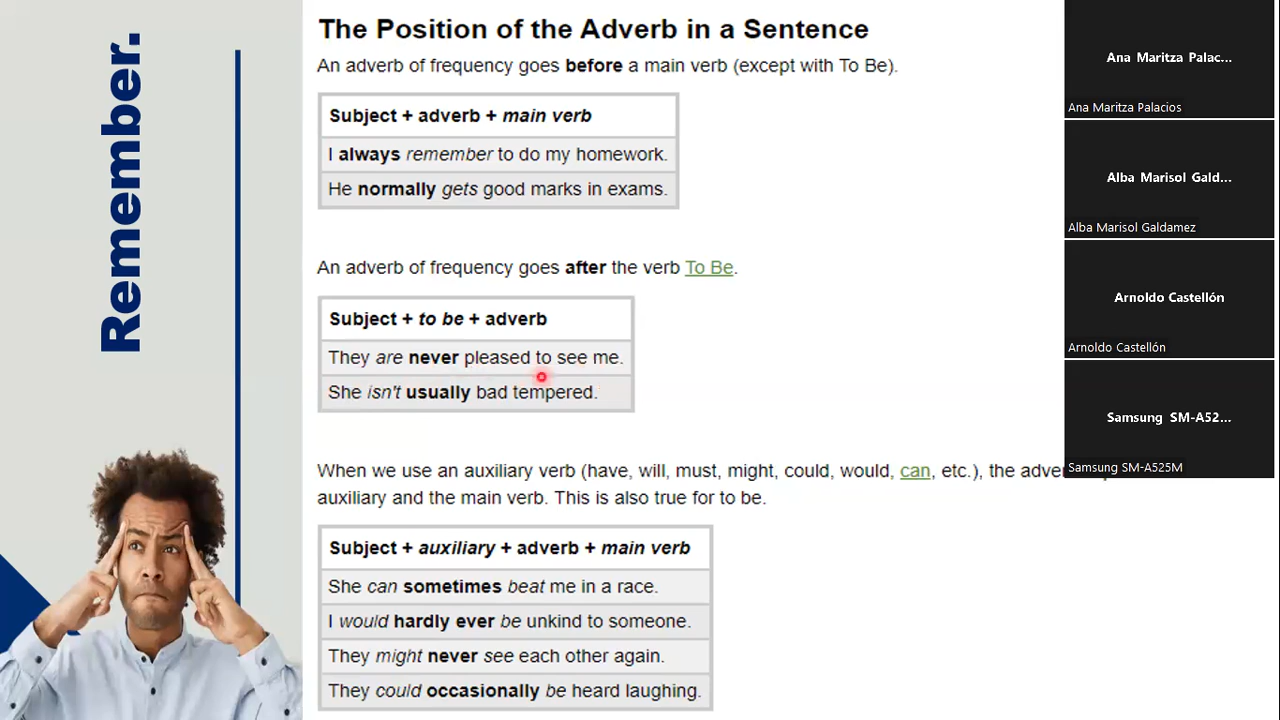 Remember.
The Position of the Adverb in a Sentence
An adverb of frequency goes before a main verb (except with To Be).
Subject + adverb + main verb
I always remember to do my homework.
He normally gets good marks in exams.
An adverb of frequency goes after the verb To Be.
Subject + to be + adverb
They are never pleased to see me.
She isn't usually bad tempered.
When we use an auxiliary verb (have, will, must, might, could, would, can, etc.), the
auxiliary and the main verb. This is also true for to be.
Subject + auxiliary + adverb + main verb
She can sometimes beat me in a race.
I would hardly ever be unkind to someone.
They might never see each other again.
They could occasionally be heard laughing.
Ana Maritza Palac...
Ana Maritza Palacios
Alba Marisol Gald...
Alba Marisol Galdamez
Arnoldo Castellón
Arnoldo Castellón
Samsung SM-A52...
Samsung SM-A525M